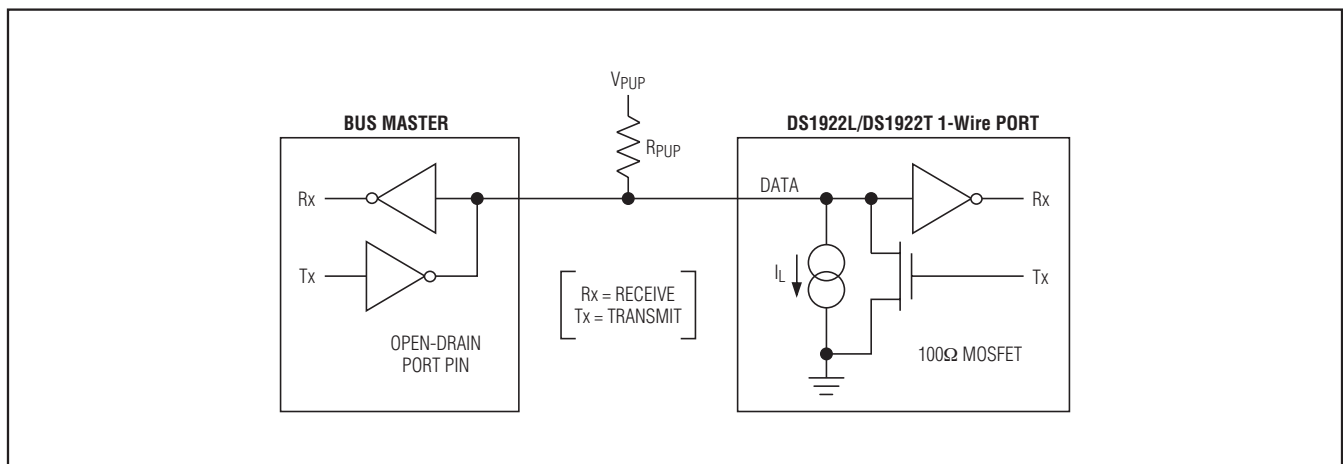 VPUP
BUS MASTER
DS1922L/DS1922T 1-Wire PORT
RPUP
Rx
DATA
Rx
Tx
IL
Tx
Rx = RECEIVE
Tx = TRANSMIT
OPEN-DRAIN
PORT PIN
100Ω MOSFET